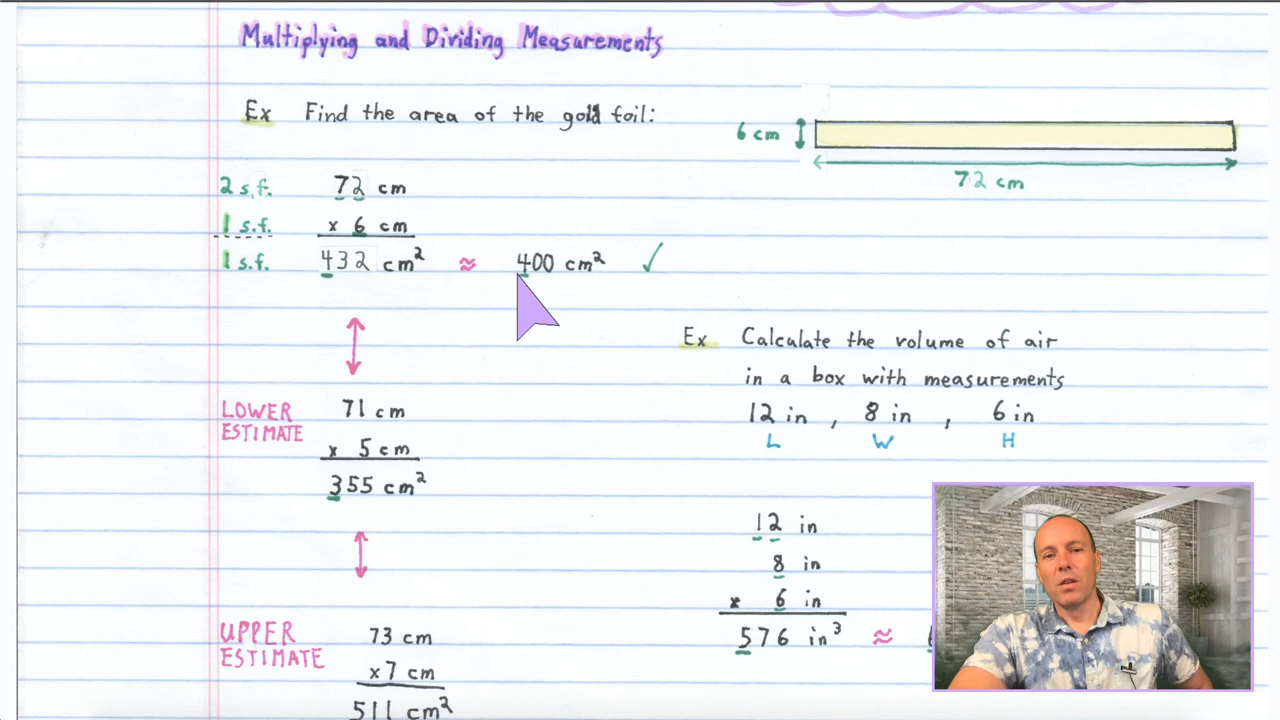 Multiplying and Dividing Measurements
Ex Find the area of the gold foil:
6 cm
72 cm
2 s.f. 72 cm
1 s.f. x 6 cm
1 s.f. 432 cm² ≈ 400 cm² ✓
LOWER ESTIMATE
71 cm
x 5 cm
355 cm²
UPPER ESTIMATE
73 cm
x7 cm
511 cm²
Ex Calculate the volume of air
in a box with measurements
12 in , 8 in , 6 in
L W H
12 in
8 in
x 6 in
576 in³ ≈